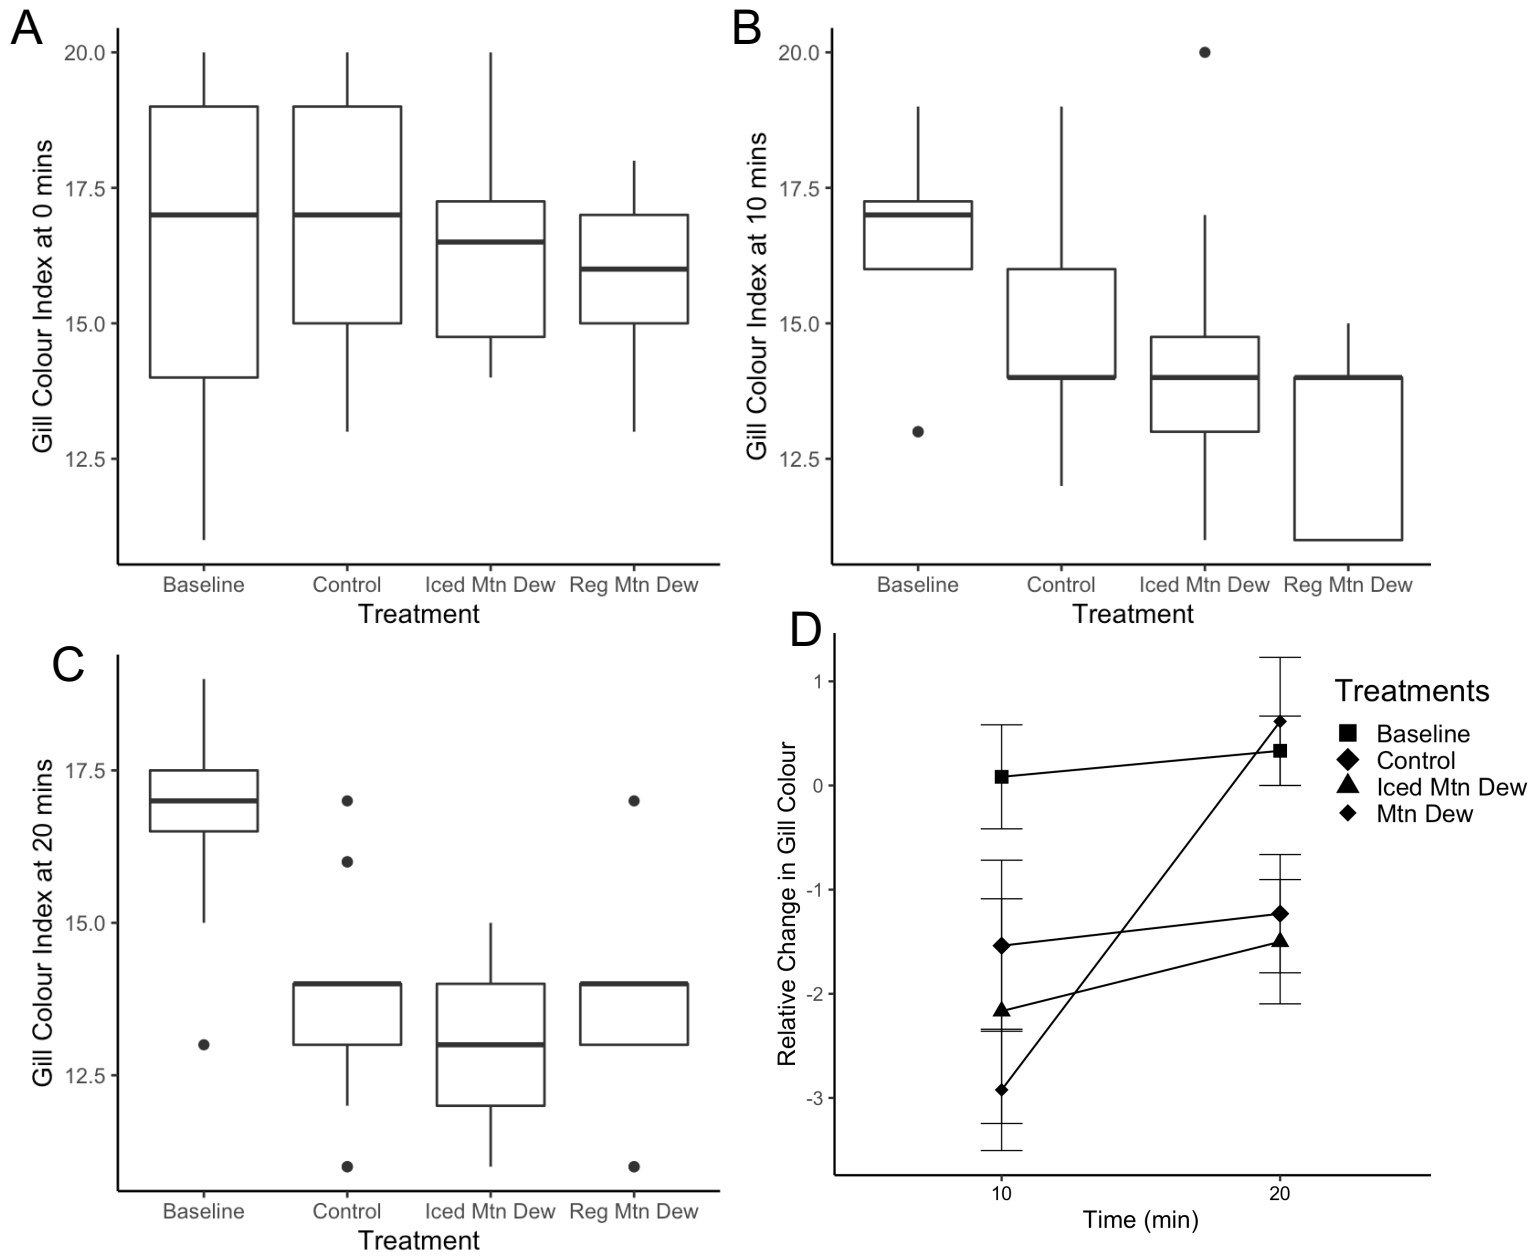 A
Gill Colour Index at 0 mins
20.0
17.5
15.0
12.5
Baseline Control Iced Mtn Dew Reg Mtn Dew
Treatment
B
Gill Colour Index at 10 mins
20.0
17.5
15.0
12.5
Baseline Control Iced Mtn Dew Reg Mtn Dew
Treatment
C
Gill Colour Index at 20 mins
17.5
15.0
12.5
Baseline Control Iced Mtn Dew Reg Mtn Dew
Treatment
D
Relative Change in Gill Colour
1
0
-1
-2
-3
10 20
Time (min)
Treatments
Baseline
Control
Iced Mtn Dew
Mtn Dew